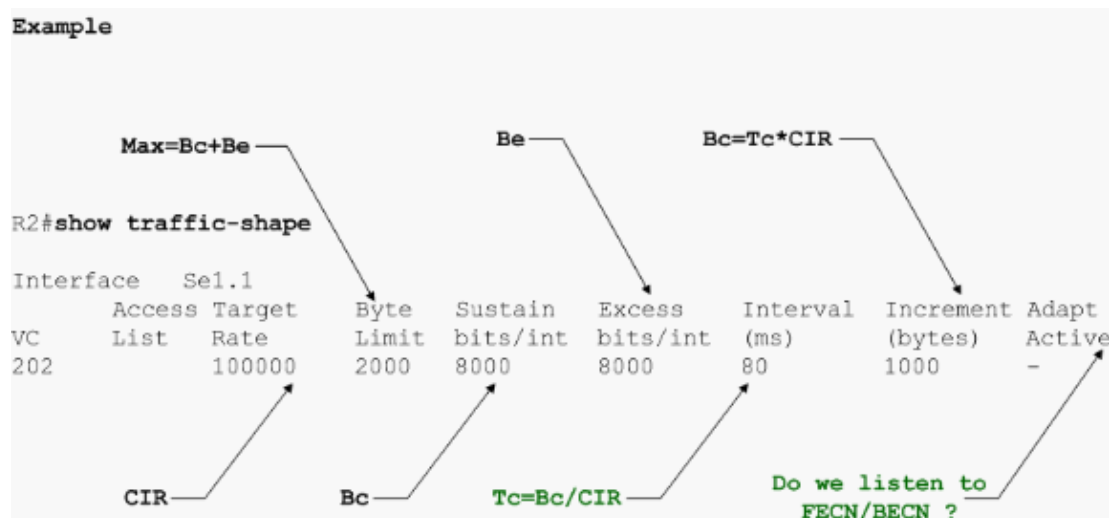 Example
Max=Bc+Be Be Bc=Tc*CIR
R2#show traffic-shape
Interface Se1.1
Access Target Byte Sustain Excess Interval Increment Adapt
VC List Rate Limit bits/int bits/int (ms) (bytes) Active
202 100000 2000 8000 8000 80 1000 -
CIR Bc Tc=Bc/CIR Do we listen to
FECN/BECN ?